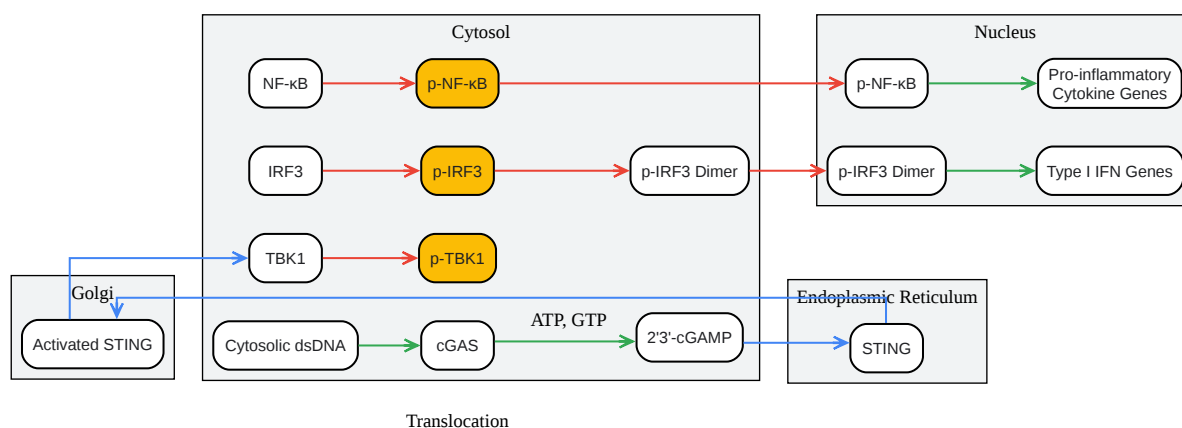 Cytosol
Nucleus
NF-κB
p-NF-κB
p-NF-κB
Pro-inflammatory
Cytokine Genes
IRF3
p-IRF3
p-IRF3 Dimer
p-IRF3 Dimer
Type I IFN Genes
TBK1
p-TBK1
Golgi
Endoplasmic Reticulum
Activated STING
Cytosolic dsDNA
cGAS
ATP, GTP
2'3'-cGAMP
STING
Translocation